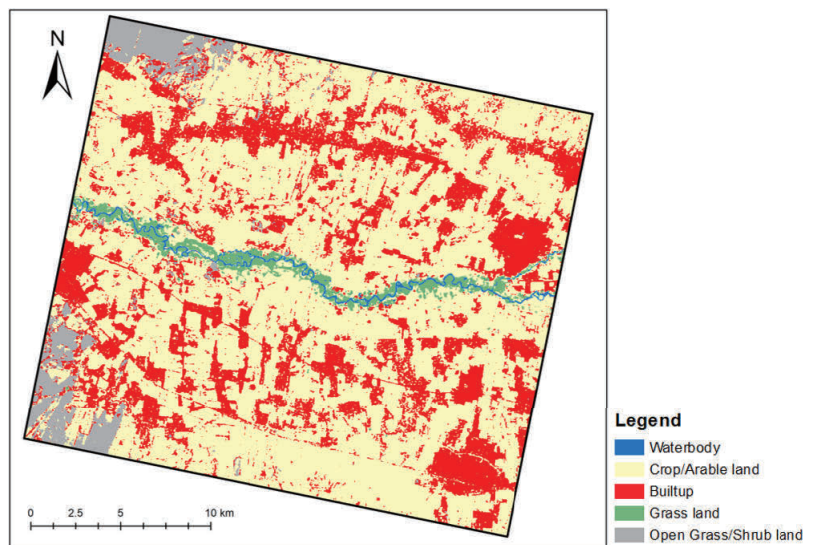 N
0 2.5 5 10 km
Legend
Waterbody
Crop/Arable land
Builtup
Grass land
Open Grass/Shrub land